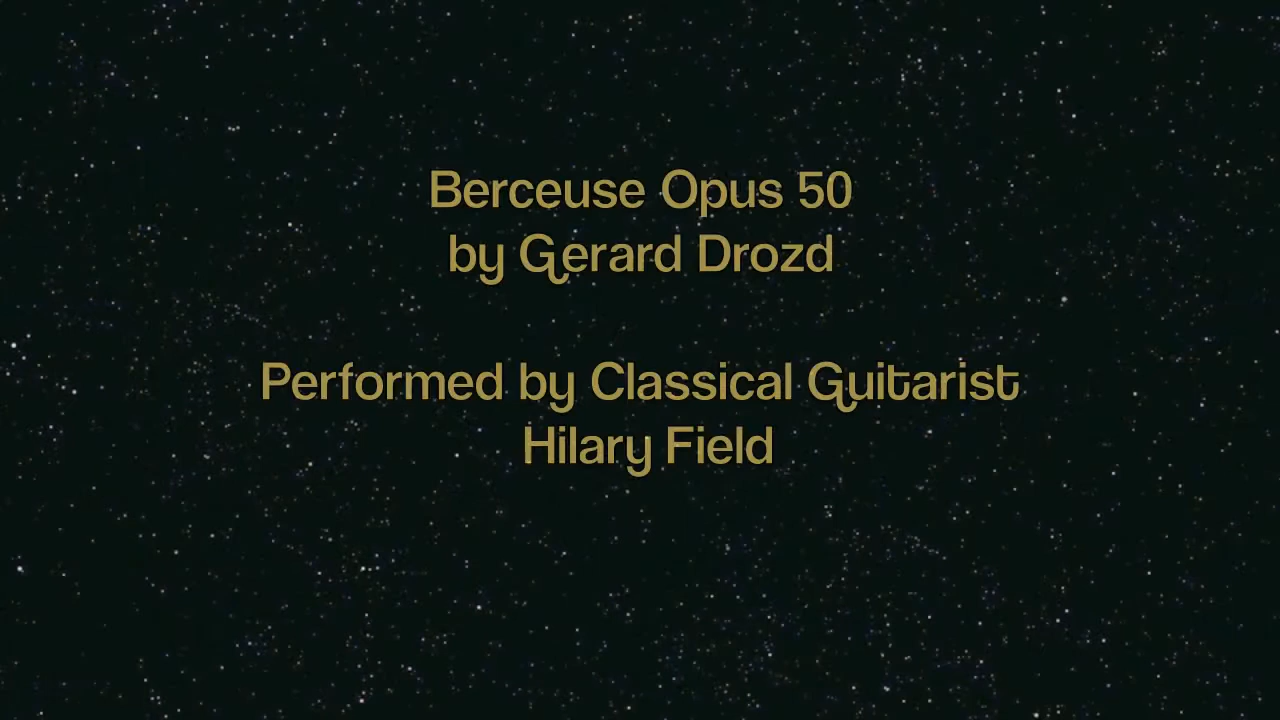 Berceuse Opus 50
by Gerard Drozd
Performed by Classical Guitarist
Hilary Field